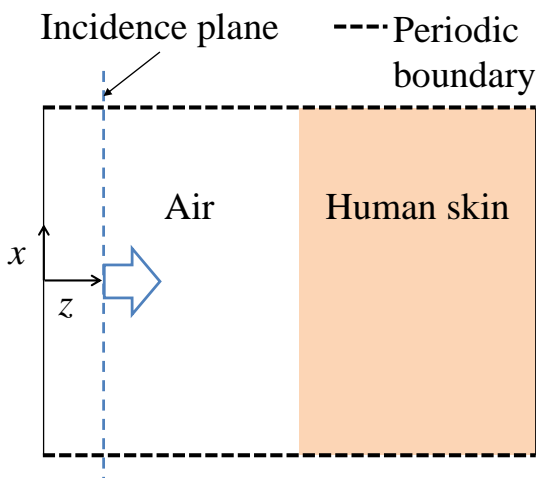 Incidence plane
Periodic
boundary
Air
Human skin
x
z